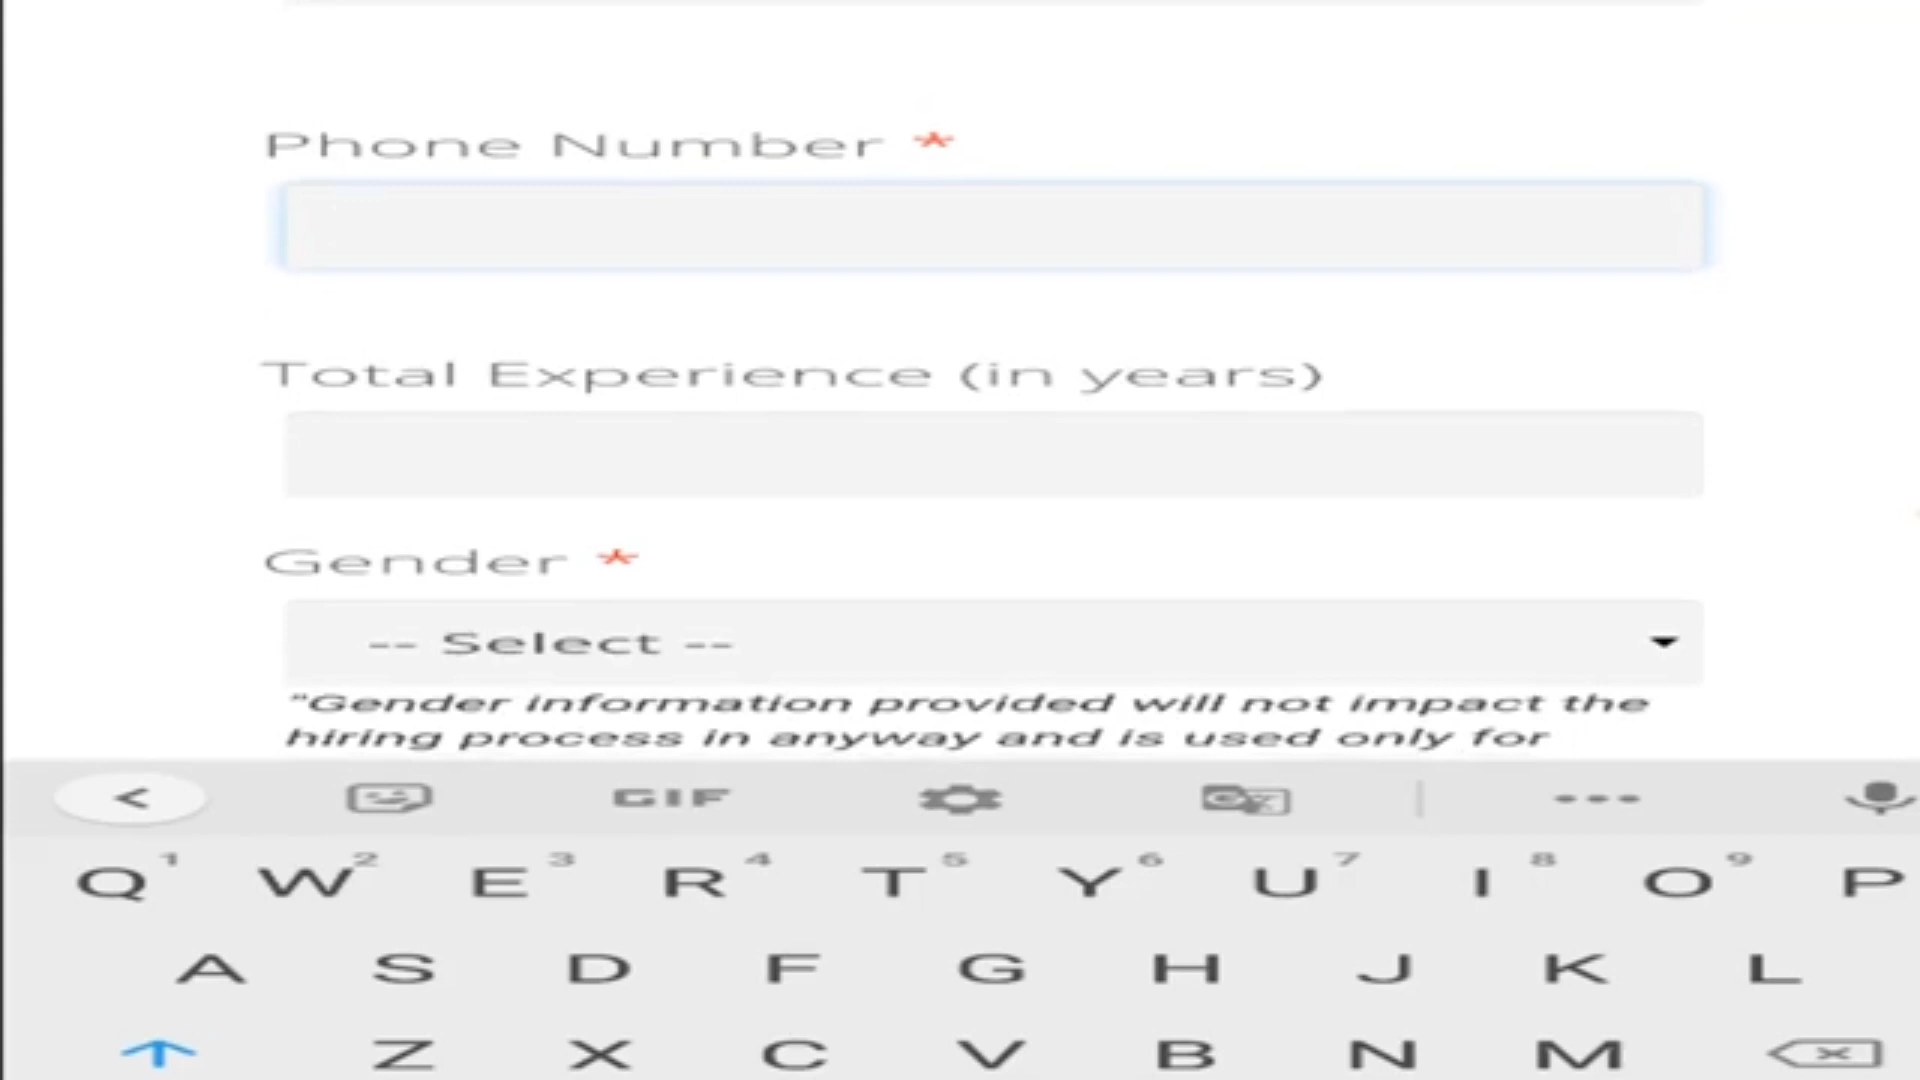 Phone Number *
Total Experience (in years)
Gender *
-- Select --
"Gender information provided will not impact the
hiring process in anyway and is used only for
< GIF
1 2 3 4 5 6 7 8 9
Q W E R T Y U I O P
A S D F G H J K L
Z X C V B N M